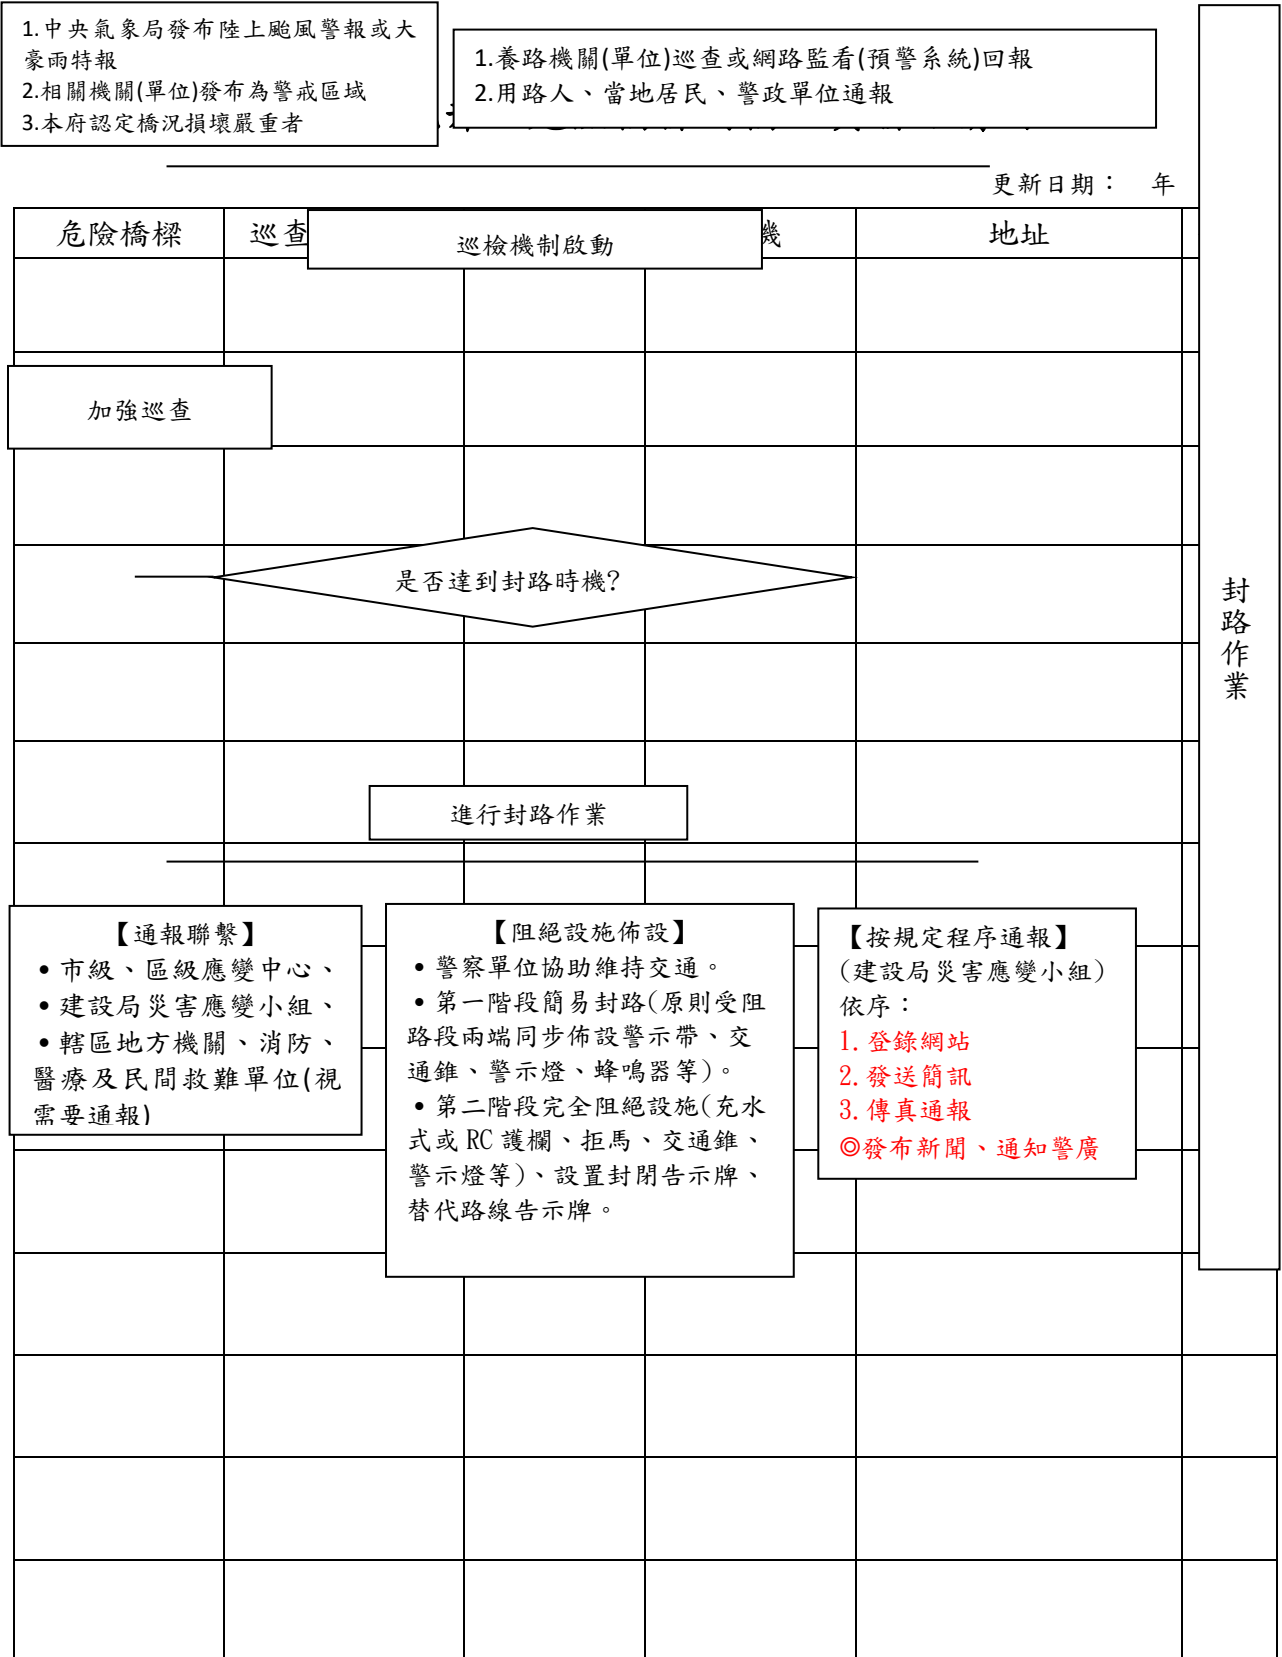 1.中央氣象局發布陸上颱風警報或大
豪雨特報
2.相關機關(單位)發布為警戒區域
3.本府認定橋況損壞嚴重者
1.養路機關(單位)巡查或網路監看(預警系統)回報
2.用路人、當地居民、警政單位通報
更新日期： 年
危險橋樑 巡查 機 地址
巡檢機制啟動
加強巡查
是否達到封路時機?
封路作業
進行封路作業
【通報聯繫】
•市級、區級應變中心、
•建設局災害應變小組、
•轄區地方機關、消防、
醫療及民間救難單位(視
需要通報)
【阻絕設施佈設】
•警察單位協助維持交通。
•第一階段簡易封路(原則受阻
路段兩端同步佈設警示帶、交
通錐、警示燈、蜂鳴器等)。
•第二階段完全阻絕設施(充水
式或 RC 護欄、拒馬、交通錐、
警示燈等)、設置封閉告示牌、
替代路線告示牌。
【按規定程序通報】
(建設局災害應變小組)
依序：
1.登錄網站
2.發送簡訊
3.傳真通報
◎發布新聞、通知警廣